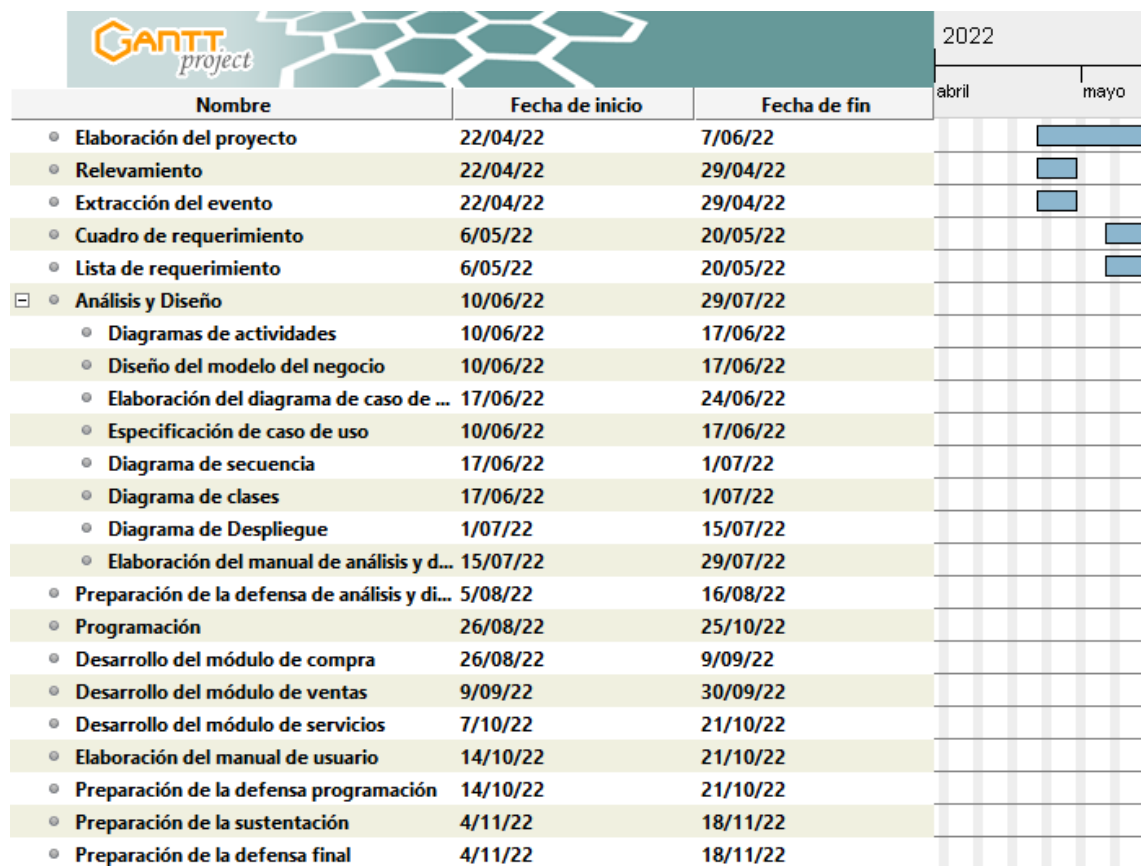 GANTT project
2022
abril mayo
Nombre Fecha de inicio Fecha de fin
Elaboración del proyecto 22/04/22 7/06/22
Relevamiento 22/04/22 29/04/22
Extracción del evento 22/04/22 29/04/22
Cuadro de requerimiento 6/05/22 20/05/22
Lista de requerimiento 6/05/22 20/05/22
Análisis y Diseño 10/06/22 29/07/22
Diagramas de actividades 10/06/22 17/06/22
Diseño del modelo del negocio 10/06/22 17/06/22
Elaboración del diagrama de caso de ... 17/06/22 24/06/22
Especificación de caso de uso 10/06/22 17/06/22
Diagrama de secuencia 17/06/22 1/07/22
Diagrama de clases 17/06/22 1/07/22
Diagrama de Despliegue 1/07/22 15/07/22
Elaboración del manual de análisis y d... 15/07/22 29/07/22
Preparación de la defensa de análisis y di... 5/08/22 16/08/22
Programación 26/08/22 25/10/22
Desarrollo del módulo de compra 26/08/22 9/09/22
Desarrollo del módulo de ventas 9/09/22 30/09/22
Desarrollo del módulo de servicios 7/10/22 21/10/22
Elaboración del manual de usuario 14/10/22 21/10/22
Preparación de la defensa programación 14/10/22 21/10/22
Preparación de la sustentación 4/11/22 18/11/22
Preparación de la defensa final 4/11/22 18/11/22